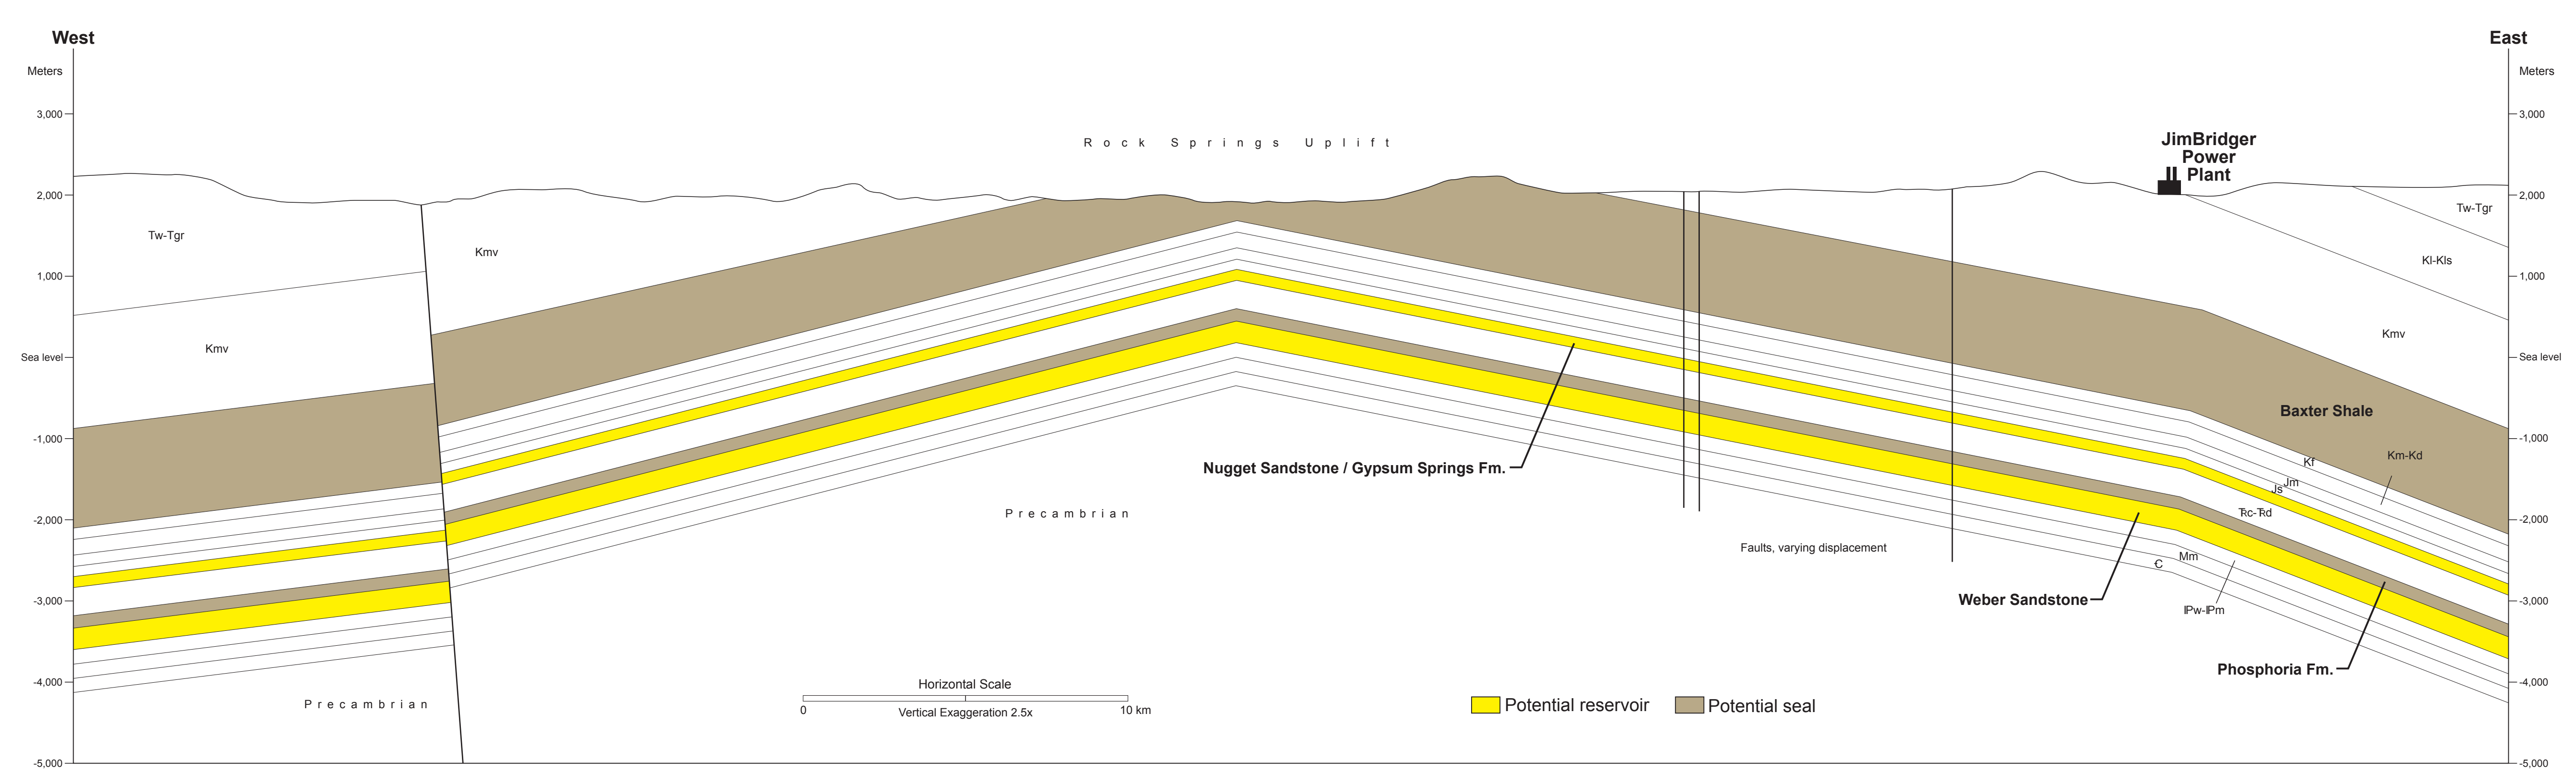 West
East
Meters
Meters
3,000
3,000
Rock Springs Uplift
JimBridger
Power
Plant
2,000
2,000
Tw-Tgr
Kmv
Tw-Tgr
1,000
1,000
Kl-Kls
Kmv
Kmv
Sea level
Sea level
Baxter Shale
-1,000
-1,000
Km-Kd
Kf
Nugget Sandstone / Gypsum Springs Fm.
Jm
Js
Precambrian
Ꞇc-Ꞇd
-2,000
-2,000
Faults, varying displacement
Mm
Ꞓ
Weber Sandstone
-3,000
-3,000
IPw-IPm
Phosphoria Fm.
-4,000
-4,000
Horizontal Scale
0
10 km
Vertical Exaggeration 2.5x
Precambrian
Potential reservoir
Potential seal
-5,000
-5,000